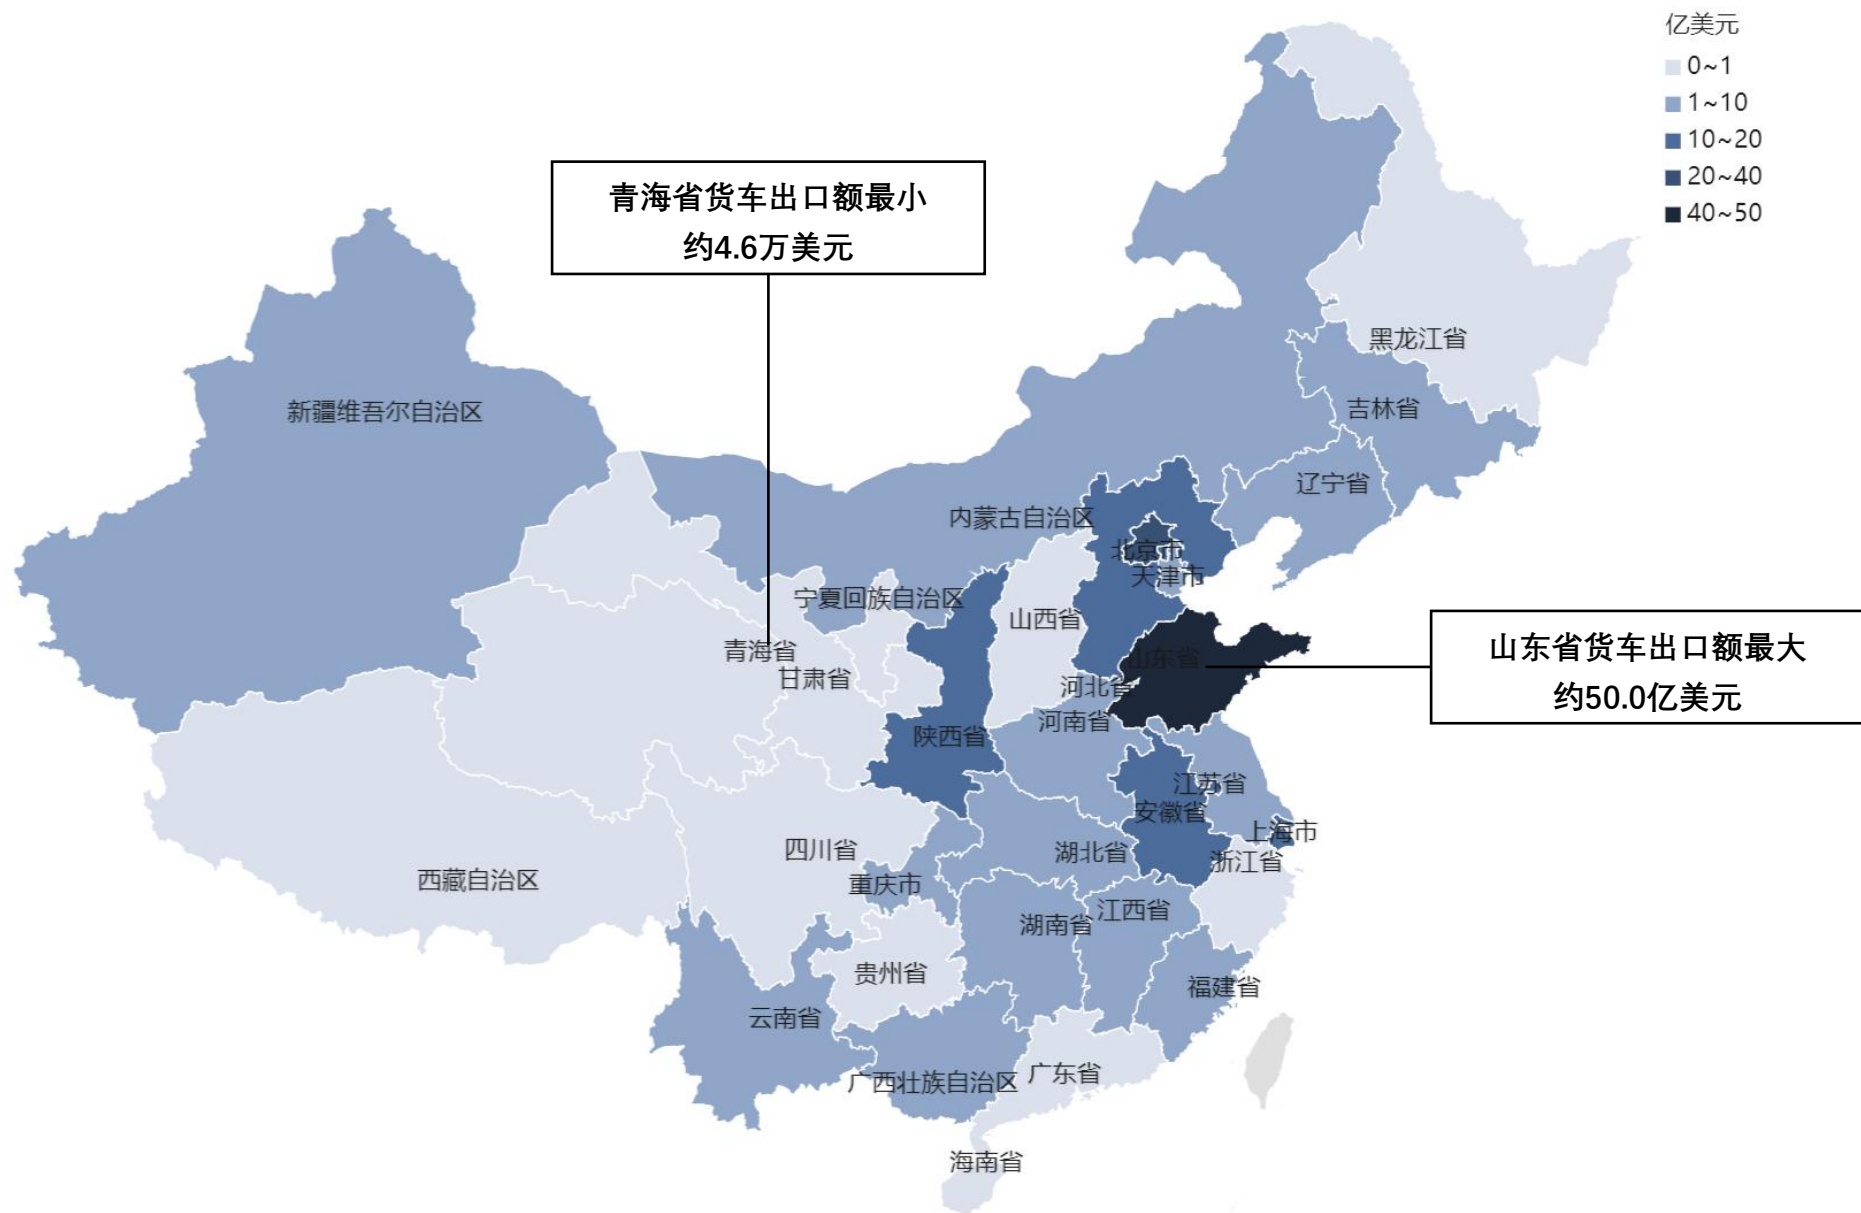 亿美元
0~1
1~10
10~20
20~40
40~50
青海省货车出口额最小
约4.6万美元
黑龙江省
新疆维吾尔自治区
吉林省
辽宁省
内蒙古自治区
北京市
天津市
宁夏回族自治区
山西省
青海省
甘肃省
山东省
山东省货车出口额最大
约50.0亿美元
河北省
河南省
陕西省
江苏省
安徽省
上海市
四川省
湖北省
浙江省
西藏自治区
重庆市
湖南省
江西省
贵州省
福建省
云南省
广西壮族自治区
广东省
海南省